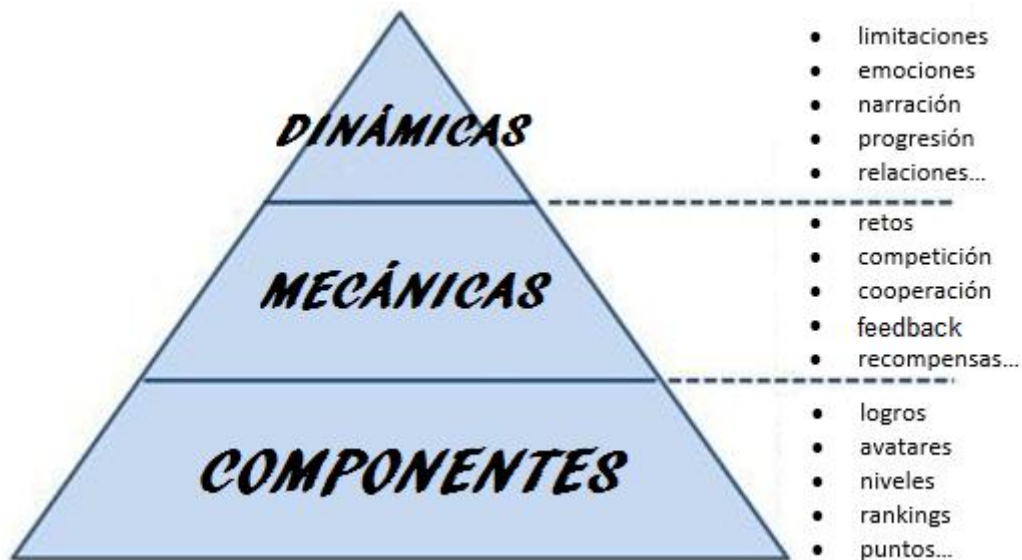 DINÁMICAS
• limitaciones
• emociones
• narración
• progresión
• relaciones...
MECÁNICAS
• retos
• competición
• cooperación
• feedback
• recompensas...
COMPONENTES
• logros
• avatares
• niveles
• rankings
• puntos...